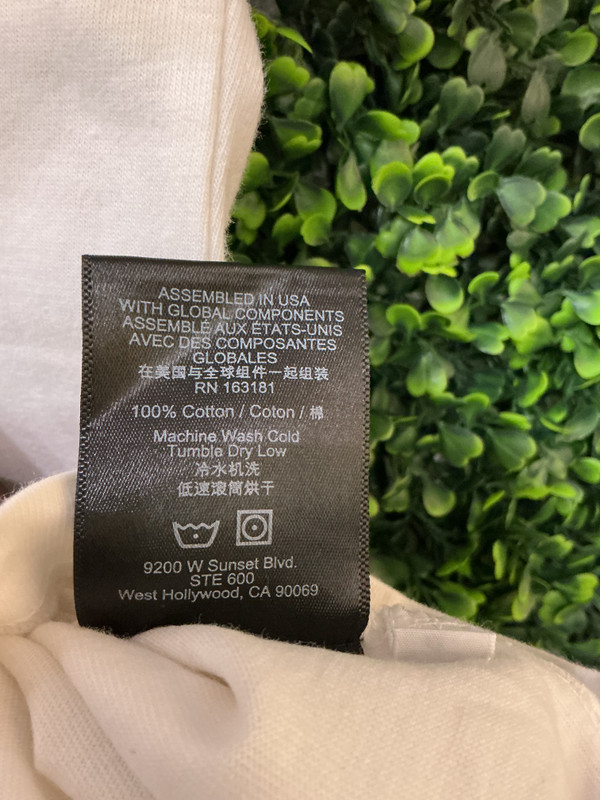 ASSEMBLED IN USA
WITH GLOBAL COMPONENTS
ASSEMBLÉ AUX ÉTATS-UNIS
AVEC DES COMPOSANTES
GLOBALES
在美国与全球组件一起组装
RN 163181
100% Cotton / Coton / 棉
Machine Wash Cold
Tumble Dry Low
冷水机洗
低速滚筒烘干
9200 W Sunset Blvd.
STE 600
West Hollywood, CA 90069